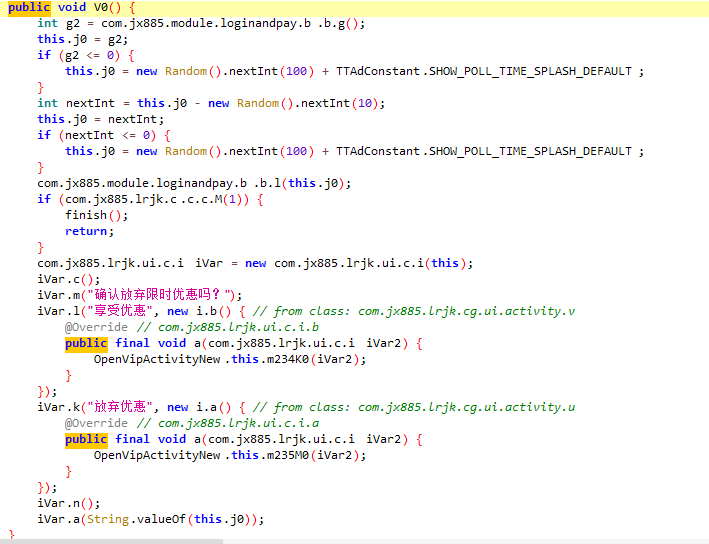 public void V0() {
    int g2 = com.jx885.module.loginandpay.b .b.g();
    this.j0 = g2;
    if (g2 <= 0) {
        this.j0 = new Random().nextInt(100) + TTAdConstant.SHOW_POLL_TIME_SPLASH_DEFAULT ;
    }
    int nextInt = this.j0 - new Random().nextInt(10);
    this.j0 = nextInt;
    if (nextInt <= 0) {
        this.j0 = new Random().nextInt(100) + TTAdConstant.SHOW_POLL_TIME_SPLASH_DEFAULT ;
    }
    com.jx885.module.loginandpay.b .b.l(this.j0);
    if (com.jx885.lrjk.c .c.c.M(1)) {
        finish();
        return;
    }
    com.jx885.lrjk.ui.c.i iVar = new com.jx885.lrjk.ui.c.i(this);
    iVar.c();
    iVar.m("确认放弃限时优惠吗？");
    iVar.l("享受优惠", new i.b() { // from class: com.jx885.lrjk.cg.ui.activity.v
        @Override // com.jx885.lrjk.ui.c.i.b
        public final void a(com.jx885.lrjk.ui.c.i iVar2) {
            OpenVipActivityNew .this.m234K0(iVar2);
        }
    });
    iVar.k("放弃优惠", new i.a() { // from class: com.jx885.lrjk.cg.ui.activity.u
        @Override // com.jx885.lrjk.ui.c.i.a
        public final void a(com.jx885.lrjk.ui.c.i iVar2) {
            OpenVipActivityNew .this.m235M0(iVar2);
        }
    });
    iVar.n();
    iVar.a(String.valueOf(this.j0));
}